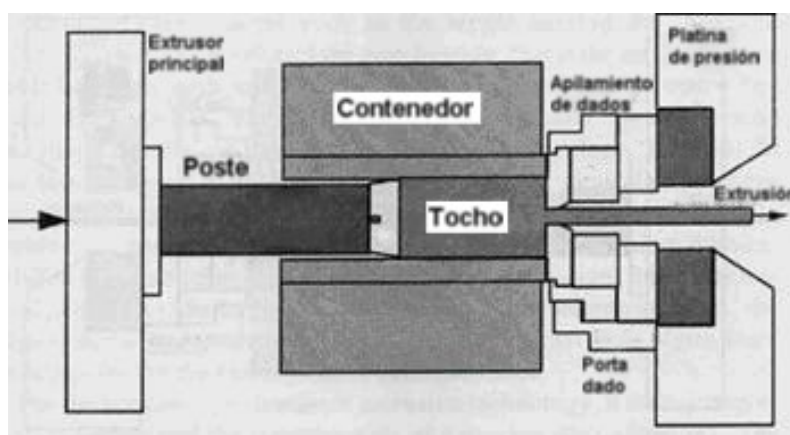 Extrusor
principal
Contenedor
Apilamiento
de dados
Platina
de presión
Poste
Tocho
Extrusión
Porta
dado